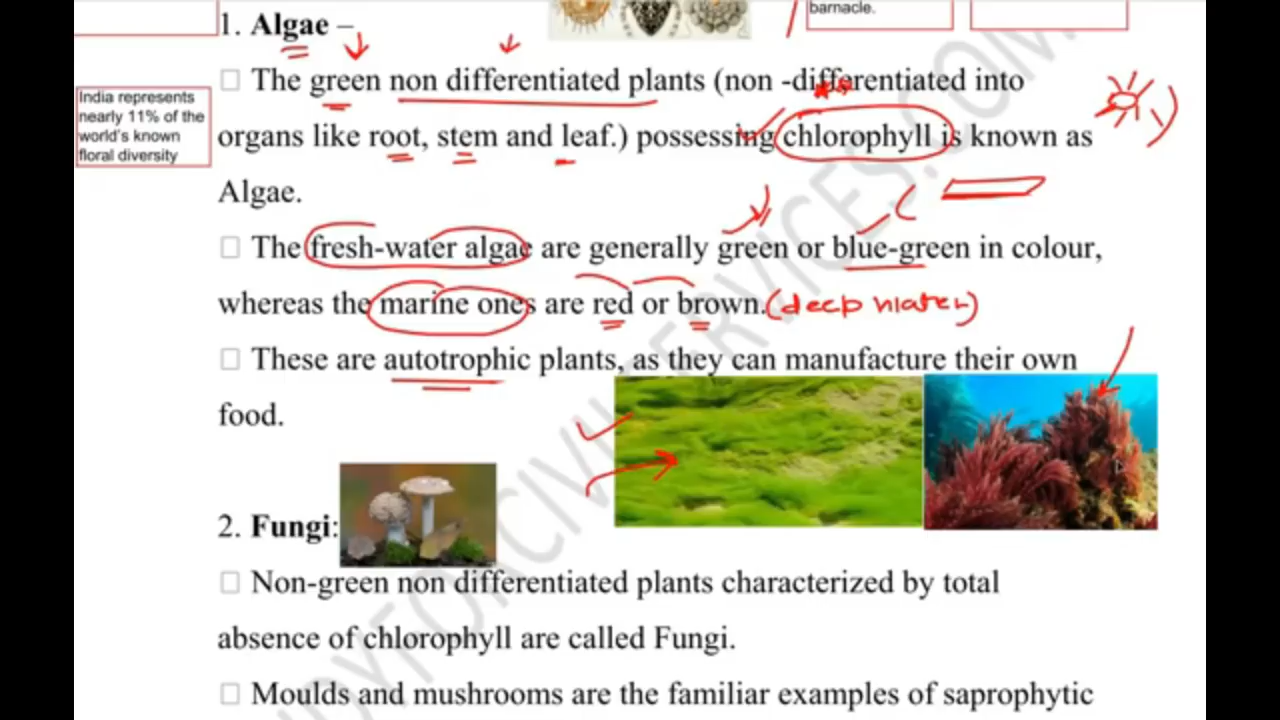 barnacle.
1. Algae –
□ The green non differentiated plants (non -differentiated into
organs like root, stem and leaf.) possessing chlorophyll is known as
Algae.
India represents
nearly 11% of the
world's known
floral diversity
□ The fresh-water algae are generally green or blue-green in colour,
whereas the marine ones are red or brown. (deep water)
□ These are autotrophic plants, as they can manufacture their own
food.
2. Fungi:
□ Non-green non differentiated plants characterized by total
absence of chlorophyll are called Fungi.
□ Moulds and mushrooms are the familiar examples of saprophytic